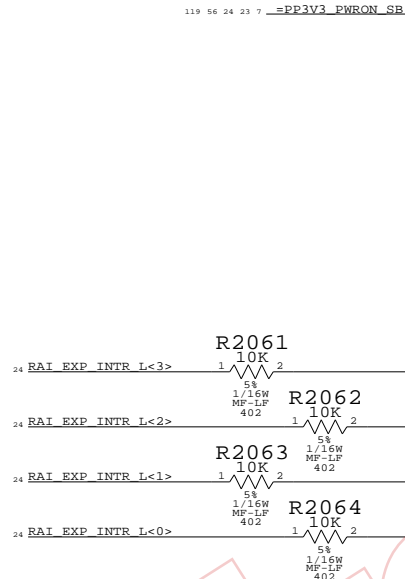 119 56 24 23 7 =PP3V3_PWRON_SB
R2061
10K
24 RAI_EXP_INTR_L<3> 1 2
5%
1/16W
MF-LF
402
R2062
10K
24 RAI_EXP_INTR_L<2> 1 2
5%
1/16W
MF-LF
402
R2063
10K
24 RAI_EXP_INTR_L<1> 1 2
5%
1/16W
MF-LF
402
R2064
10K
24 RAI_EXP_INTR_L<0> 1 2
5%
1/16W
MF-LF
402